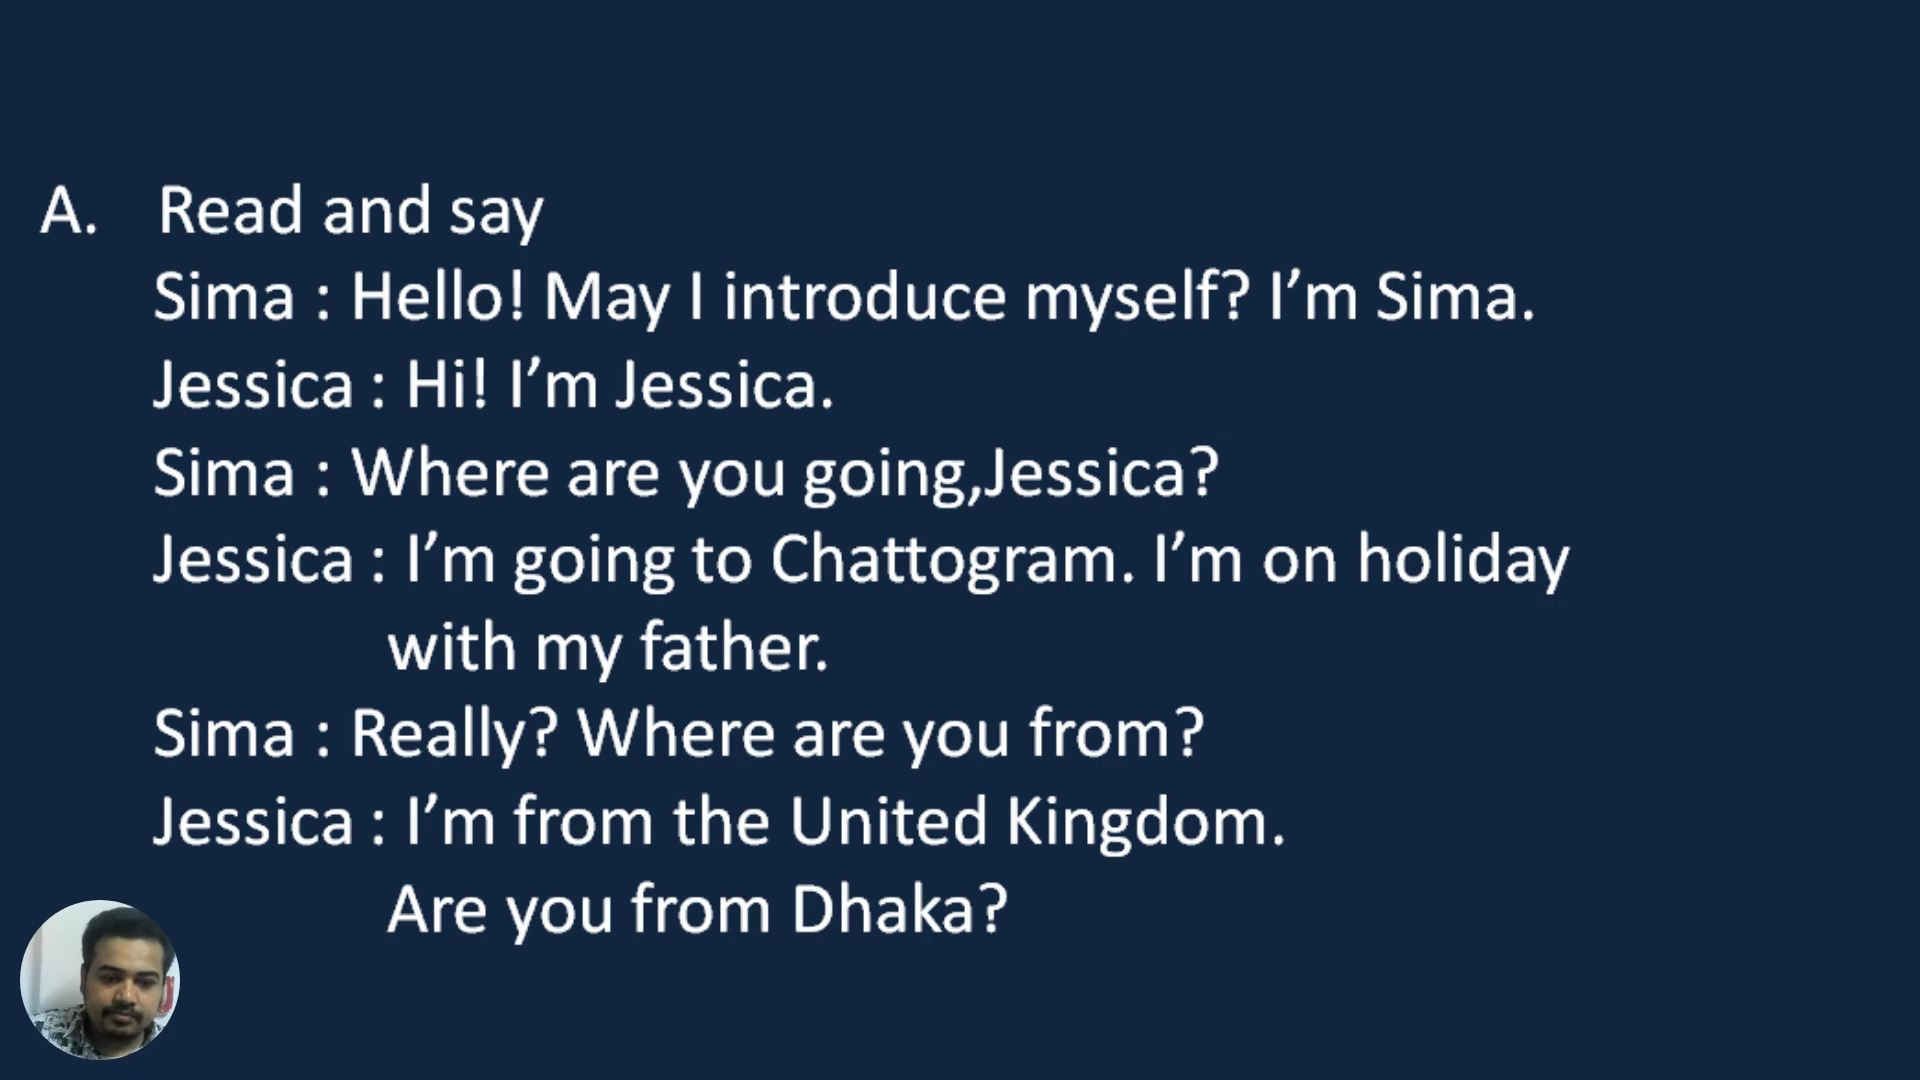 A. Read and say
Sima : Hello! May I introduce myself? I’m Sima.
Jessica : Hi! I’m Jessica.
Sima : Where are you going,Jessica?
Jessica : I’m going to Chattogram. I’m on holiday
with my father.
Sima : Really? Where are you from?
Jessica : I’m from the United Kingdom.
Are you from Dhaka?